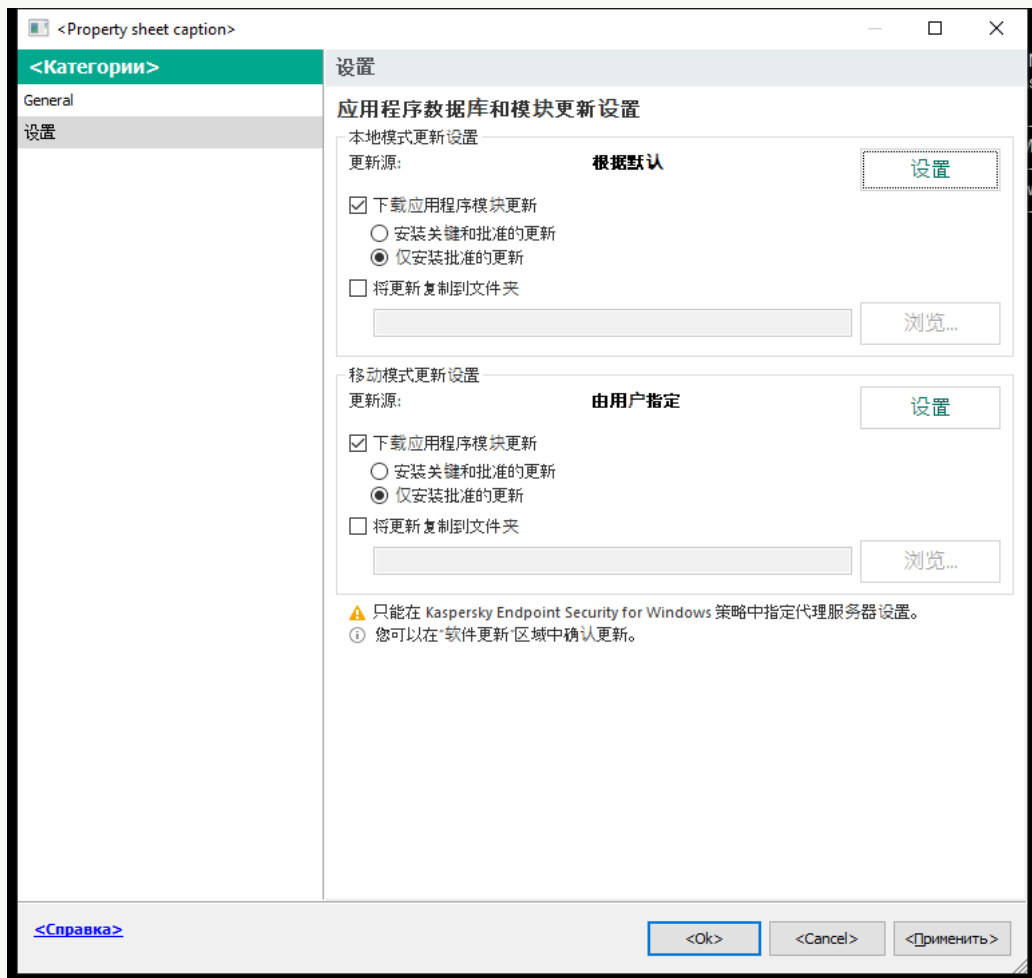 <Property sheet caption>
<Категории>
General
设置
设置
应用程序数据库和模块更新设置
本地模式更新设置
更新源: 根据默认 设置
下载应用程序模块更新
安装关键和批准的更新
仅安装批准的更新
将更新复制到文件夹
浏览...
移动模式更新设置
更新源: 由用户指定 设置
下载应用程序模块更新
安装关键和批准的更新
仅安装批准的更新
将更新复制到文件夹
浏览...
只能在 Kaspersky Endpoint Security for Windows 策略中指定代理服务器设置。
您可以在"软件更新"区域中确认更新。
<Справка>
<Ok> <Cancel> <Применить>